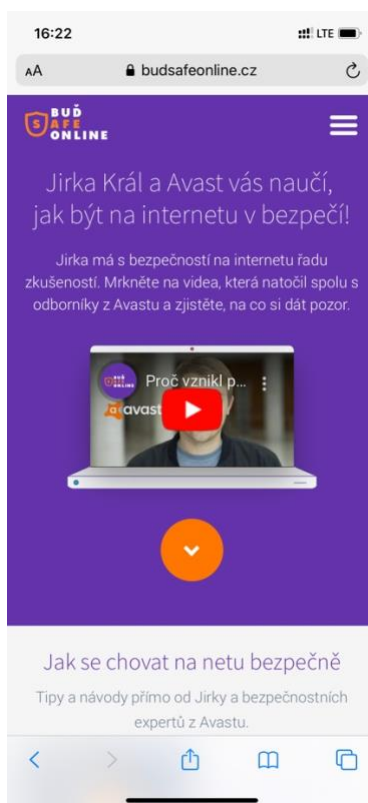 16:22
LTE
AA
budsafeonline.cz
BUĎ
SAFE
ONLINE
Jirka Král a Avast vás naučí,
jak být na internetu v bezpečí!
Jirka má s bezpečností na internetu řadu
zkušeností. Mrkněte na videa, která natočil spolu s
odborníky z Avastu a zjistěte, na co si dát pozor.
Proč vznikl p...
avast
Jak se chovat na netu bezpečně
Tipy a návody přímo od Jirky a bezpečnostních
expertů z Avastu.